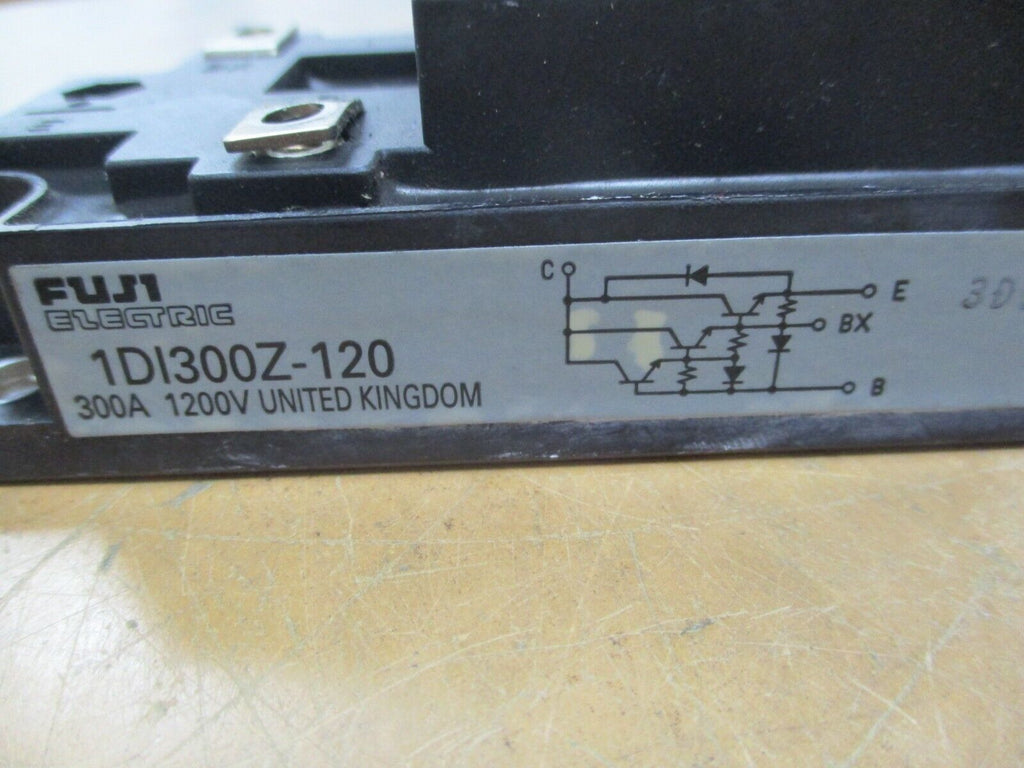 FUJI
ELECTRIC
1DI300Z-120
300A 1200V UNITED KINGDOM
C
E
BX
B